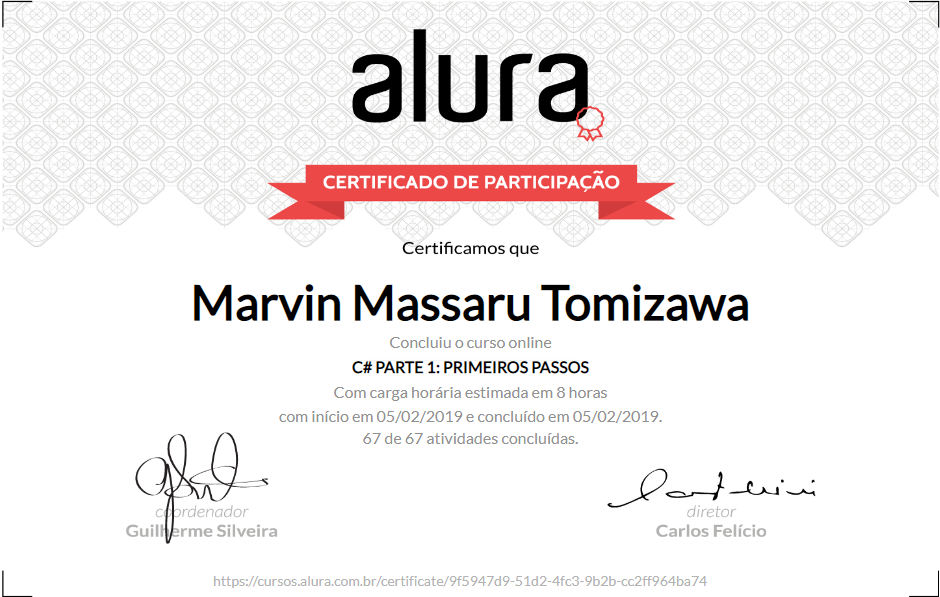 alura
CERTIFICADO DE PARTICIPAÇÃO
Certificamos que
Marvin Massaru Tomizawa
Concluiu o curso online
C# PARTE 1: PRIMEIROS PASSOS
Com carga horária estimada em 8 horas
com início em 05/02/2019 e concluído em 05/02/2019.
67 de 67 atividades concluídas.
coordenador
Guilherme Silveira
diretor
Carlos Felício
https://cursos.alura.com.br/certificate/9f5947d9-51d2-4fc3-9b2b-cc2ff964ba74